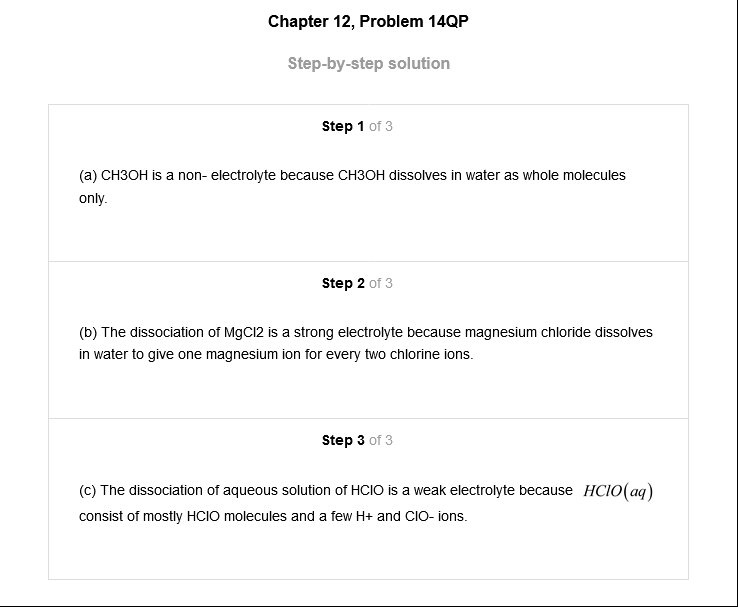 Chapter 12, Problem 14QP
Step-by-step solution
Step 1 of 3
(a) CH3OH is a non- electrolyte because CH3OH dissolves in water as whole molecules
only.
Step 2 of 3
(b) The dissociation of MgCl2 is a strong electrolyte because magnesium chloride dissolves
in water to give one magnesium ion for every two chlorine ions.
Step 3 of 3
(c) The dissociation of aqueous solution of HClO is a weak electrolyte because HClO(aq)
consist of mostly HClO molecules and a few H+ and ClO- ions.